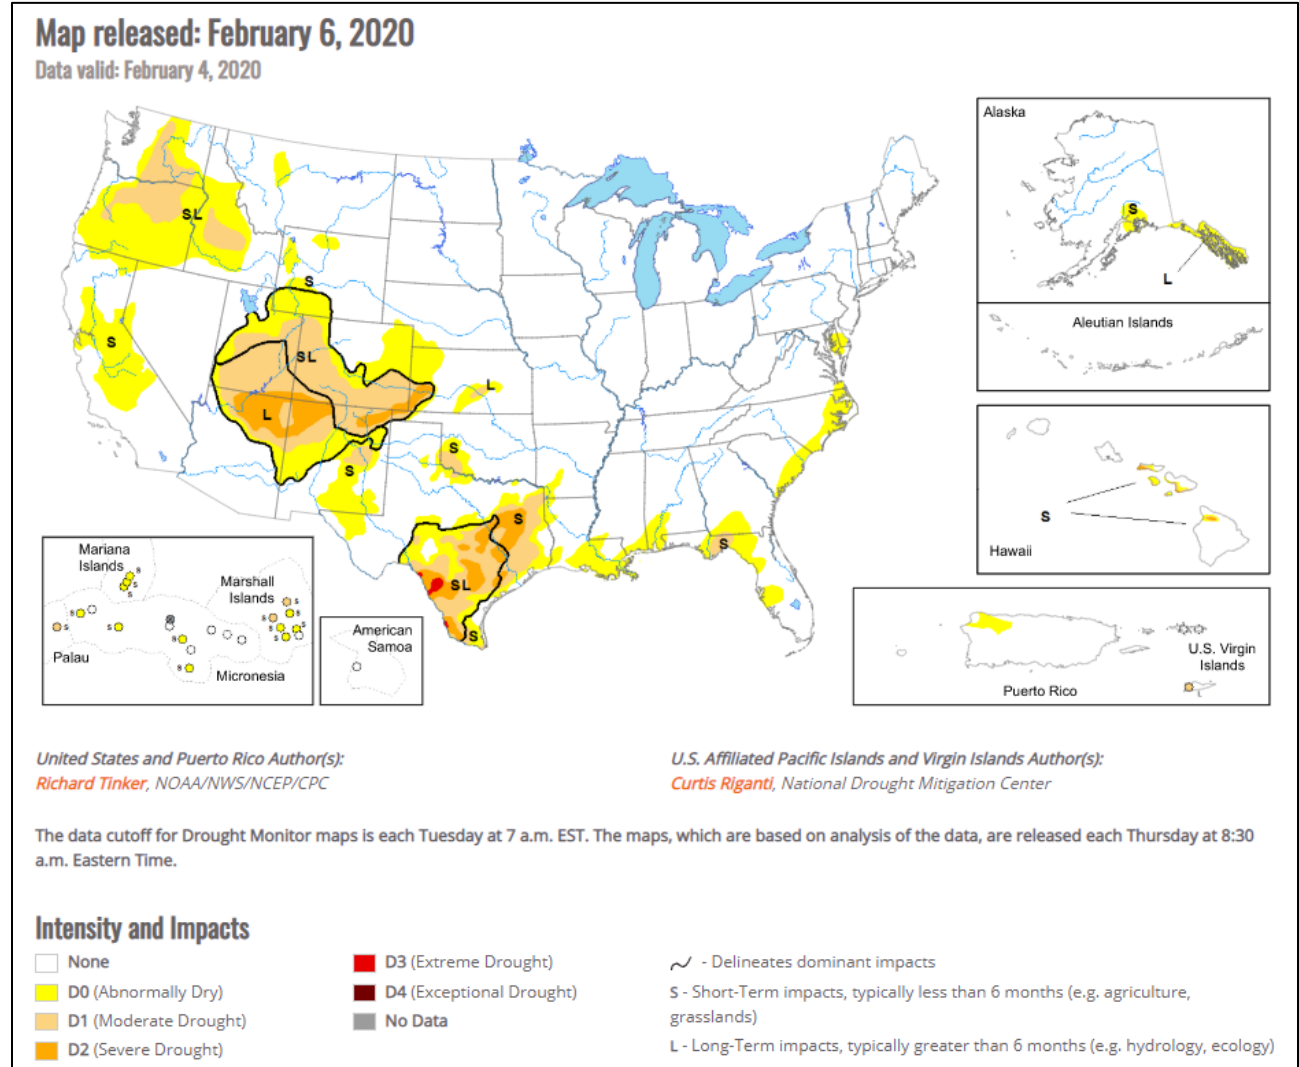 Map released: February 6, 2020
Data valid: February 4, 2020
Alaska
S
L
Aleutian Islands
SL
S
S
SL
L
L
S
S
S
SL
S
S
S
Hawaii
Mariana
Islands
Marshall
Islands
Palau
Micronesia
S
S
S
S
S
S
S
S
S
S
S
American
Samoa
U.S. Virgin
Islands
Puerto Rico
L
United States and Puerto Rico Author(s):
Richard Tinker, NOAA/NWS/NCEP/CPC
U.S. Affiliated Pacific Islands and Virgin Islands Author(s):
Curtis Riganti, National Drought Mitigation Center
The data cutoff for Drought Monitor maps is each Tuesday at 7 a.m. EST. The maps, which are based on analysis of the data, are released each Thursday at 8:30
a.m. Eastern Time.
Intensity and Impacts
None
D0 (Abnormally Dry)
D1 (Moderate Drought)
D2 (Severe Drought)
D3 (Extreme Drought)
D4 (Exceptional Drought)
No Data
- Delineates dominant impacts
S - Short-Term impacts, typically less than 6 months (e.g. agriculture,
grasslands)
L - Long-Term impacts, typically greater than 6 months (e.g. hydrology, ecology)